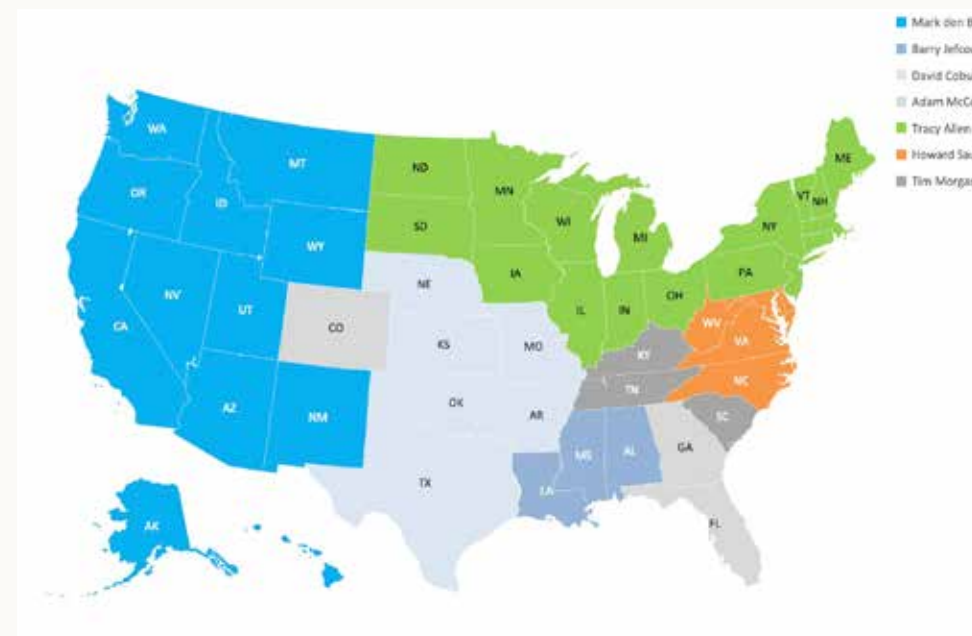 Mark den B
Barry Jefco
David Cobu
Adam McC
Tracy Allen
Howard Sau
Tim Morga
WA
OR
ID
MT
WY
NV
UT
CA
AZ
NM
CO
AK
ND
SD
MN
IA
WI
MI
IL
IN
OH
PA
NY
VT
NH
ME
NE
KS
MO
OK
AR
TX
LA
MS
AL
GA
FL
KY
TN
SC
NC
VA
WV